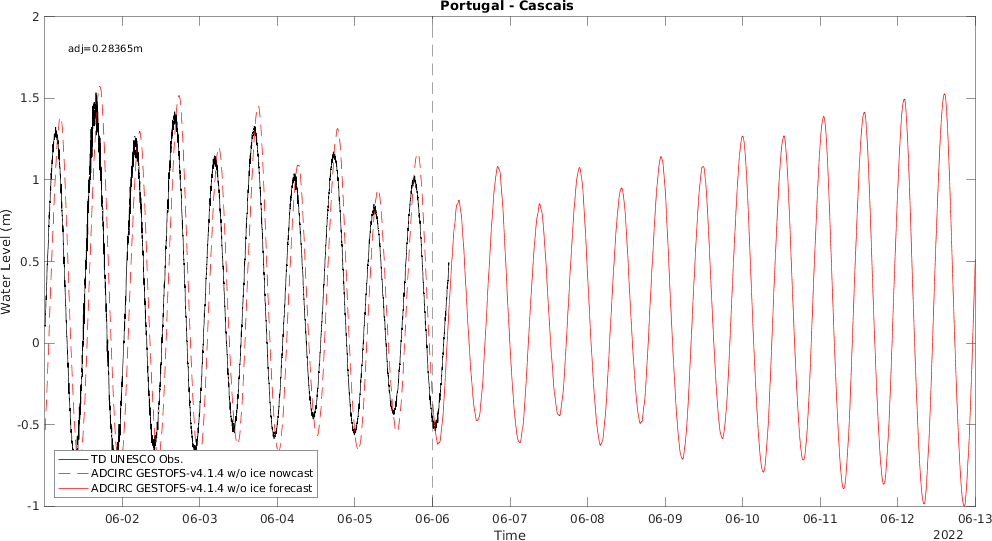 Portugal - Cascais
adj=0.28365m
2
1.5
1
0.5
0
-0.5
-1
Water Level (m)
TD UNESCO Obs.
ADCIRC GESTOFS-v4.1.4 w/o ice nowcast
ADCIRC GESTOFS-v4.1.4 w/o ice forecast
06-02 06-03 06-04 06-05 06-06 06-07 06-08 06-09 06-10 06-11 06-12 06-13
Time
2022